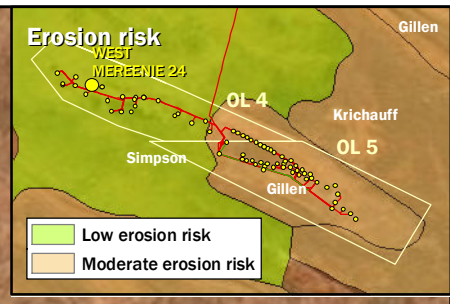 Gillen
Erosion risk
WEST
MEREENIE 24
OL 4
Krichauff
OL 5
Simpson
Gillen
Low erosion risk
Moderate erosion risk